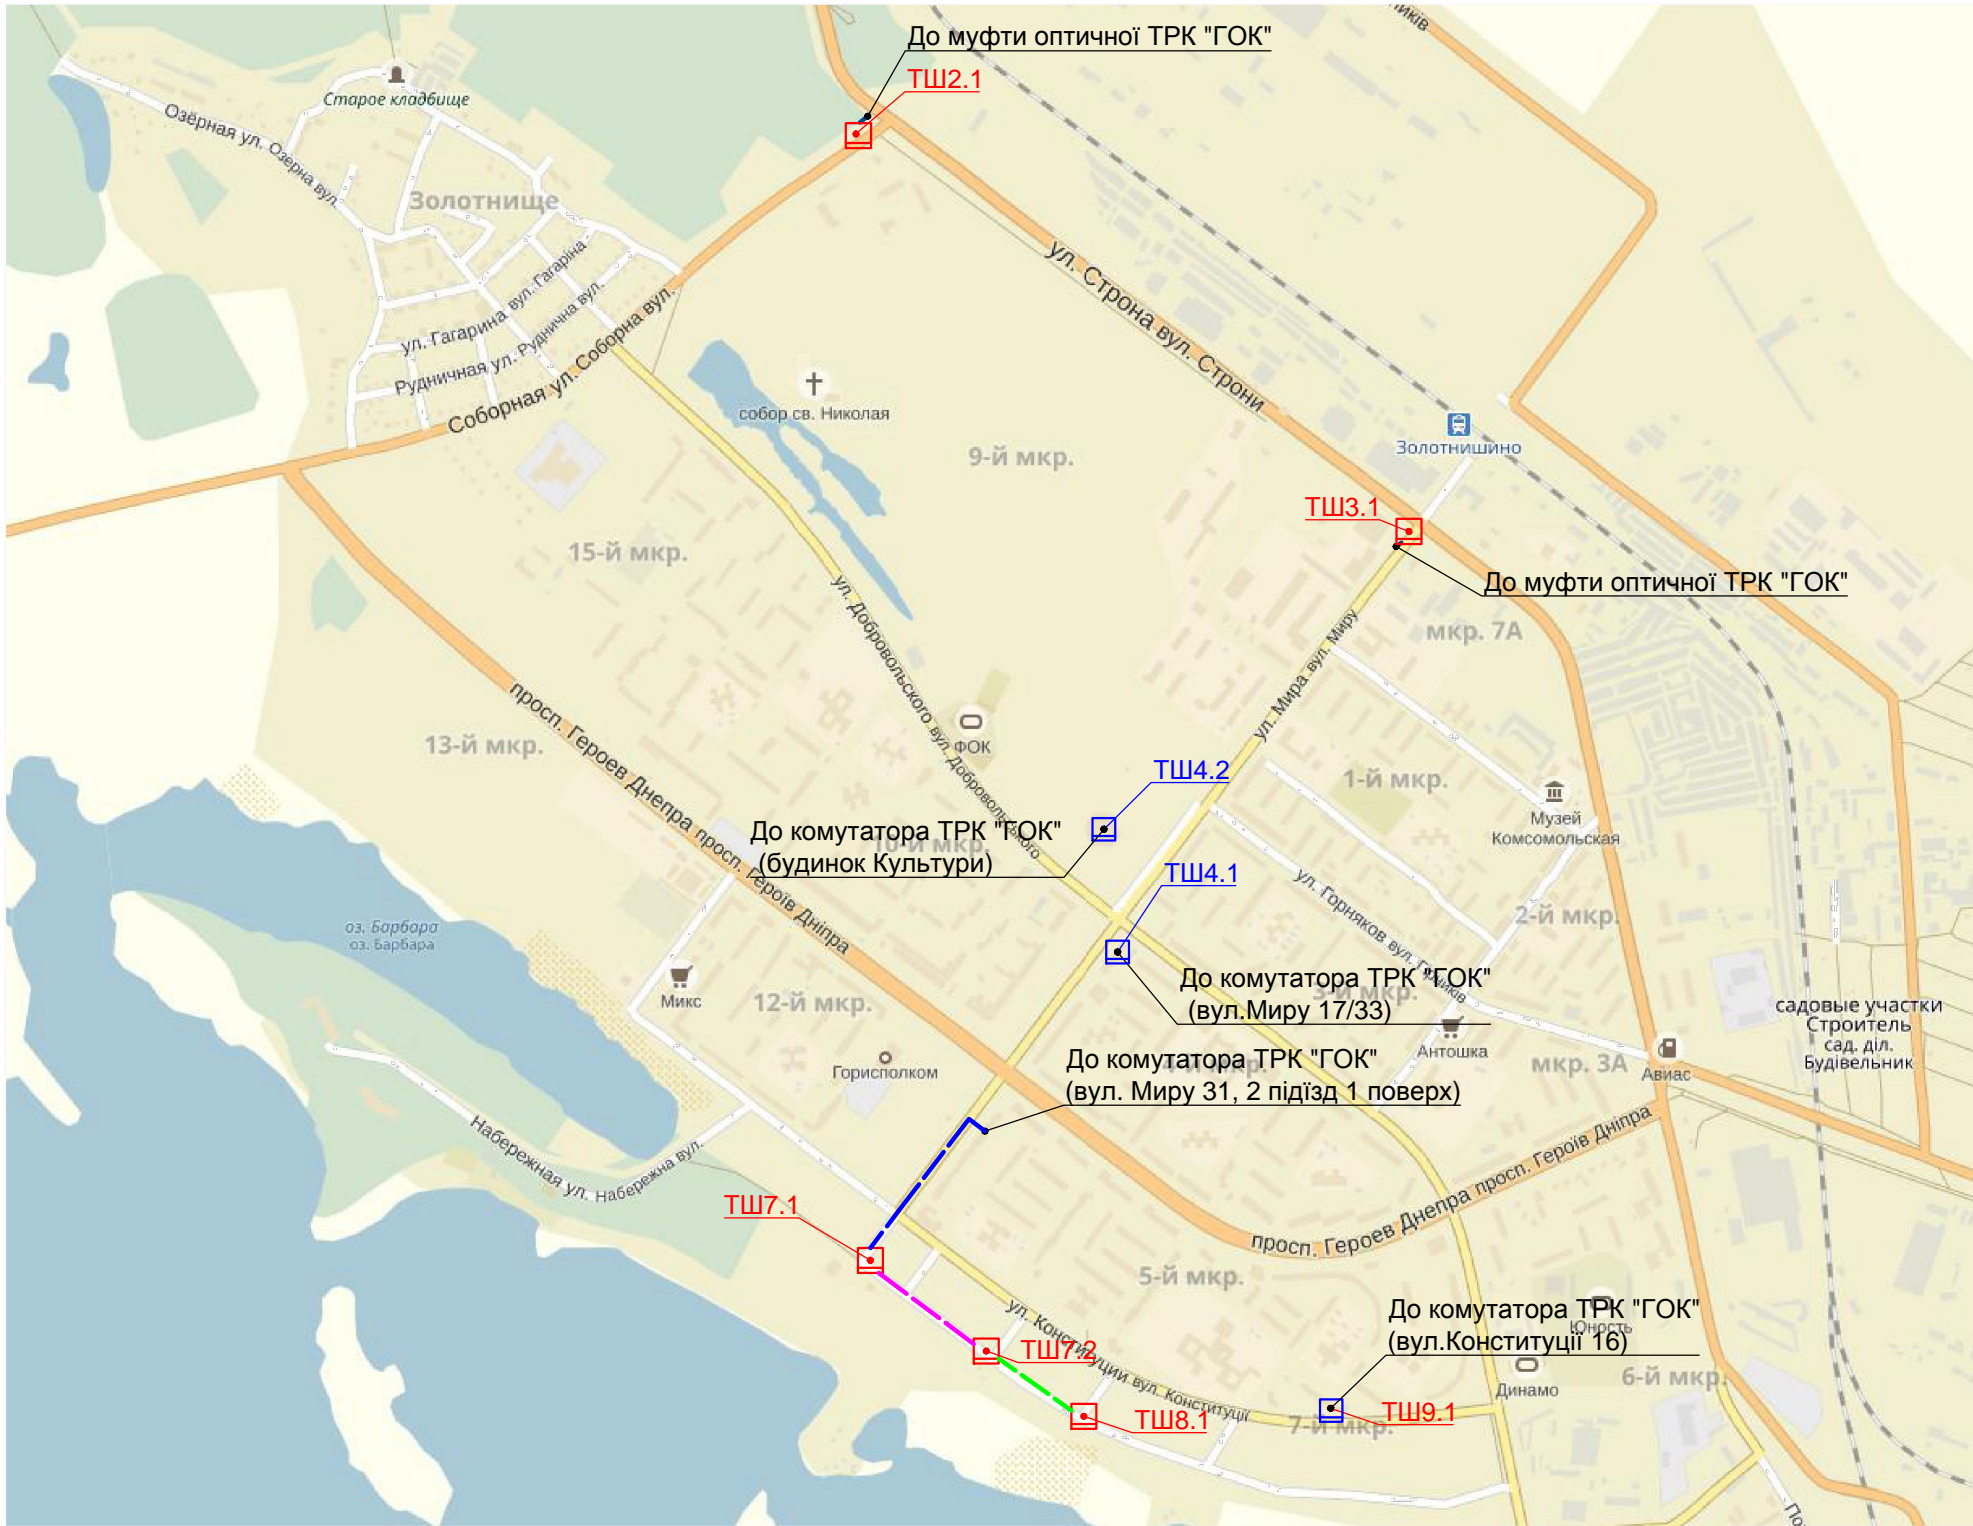 До муфти оптичної ТРК "ГОК"
ТШ2.1
Старое кладбище
Озёрная ул. Озерна вул.
Золотнище
ул. Строна вул. Строни
ул. Гагарина вул. Гагаріна
Рудничная ул. Руднична вул.
Соборная ул. Соборна вул.
собор св. Николая
9-й мкр.
Золотнишино
ТШ3.1
15-й мкр.
До муфти оптичної ТРК "ГОК"
мкр. 7А
ул. Добровольского вул. Добровольського
ул. Мира вул. Миру
13-й мкр.
просп. Героев Днепра просп. Героїв Дніпра
ФОК
ТШ4.2
1-й мкр.
Музей
Комсомольская
До комутатора ТРК "ГОК"
(будинок Культури)
10-й мкр.
ТШ4.1
ул. Горняков вул. Гірників
2-й мкр.
оз. Барбара
оз. Барбара
Микс
12-й мкр.
До комутатора ТРК "ГОК"
(вул.Миру 17/33)
3-й мкр.
садовые участки
Строитель
сад. діл.
Будівельник
Антошка
мкр. 3А
Авиас
Горисполком
До комутатора ТРК "ГОК"
(вул. Миру 31, 2 підїзд 1 поверх)
4-й мкр.
Набережная ул. Набережна вул.
ТШ7.1
просп. Героев Днепра просп. Героїв Дніпра
5-й мкр.
До комутатора ТРК "ГОК"
(вул.Конституції 16)
Юность
ул. Конституции вул. Конституції
ТШ7.2
Динамо
6-й мкр.
ТШ8.1
ТШ9.1
7-й мкр.